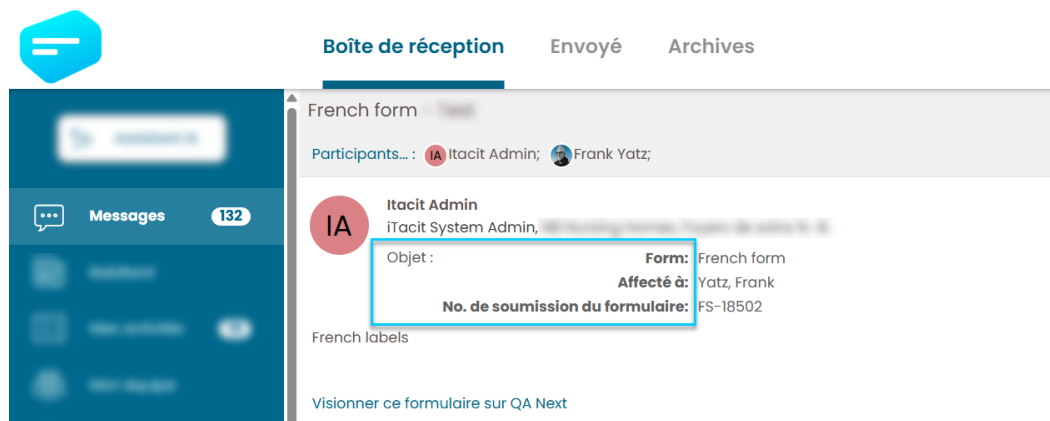 Boîte de réception Envoyé Archives
French form -
Participants... : IA Itacit Admin; Frank Yatz;
Messages 132
IA
Itacit Admin
iTacit System Admin,
Objet : Form: French form
Affecté à: Yatz, Frank
No. de soumission du formulaire: FS-18502
French labels
Visionner ce formulaire sur QA Next